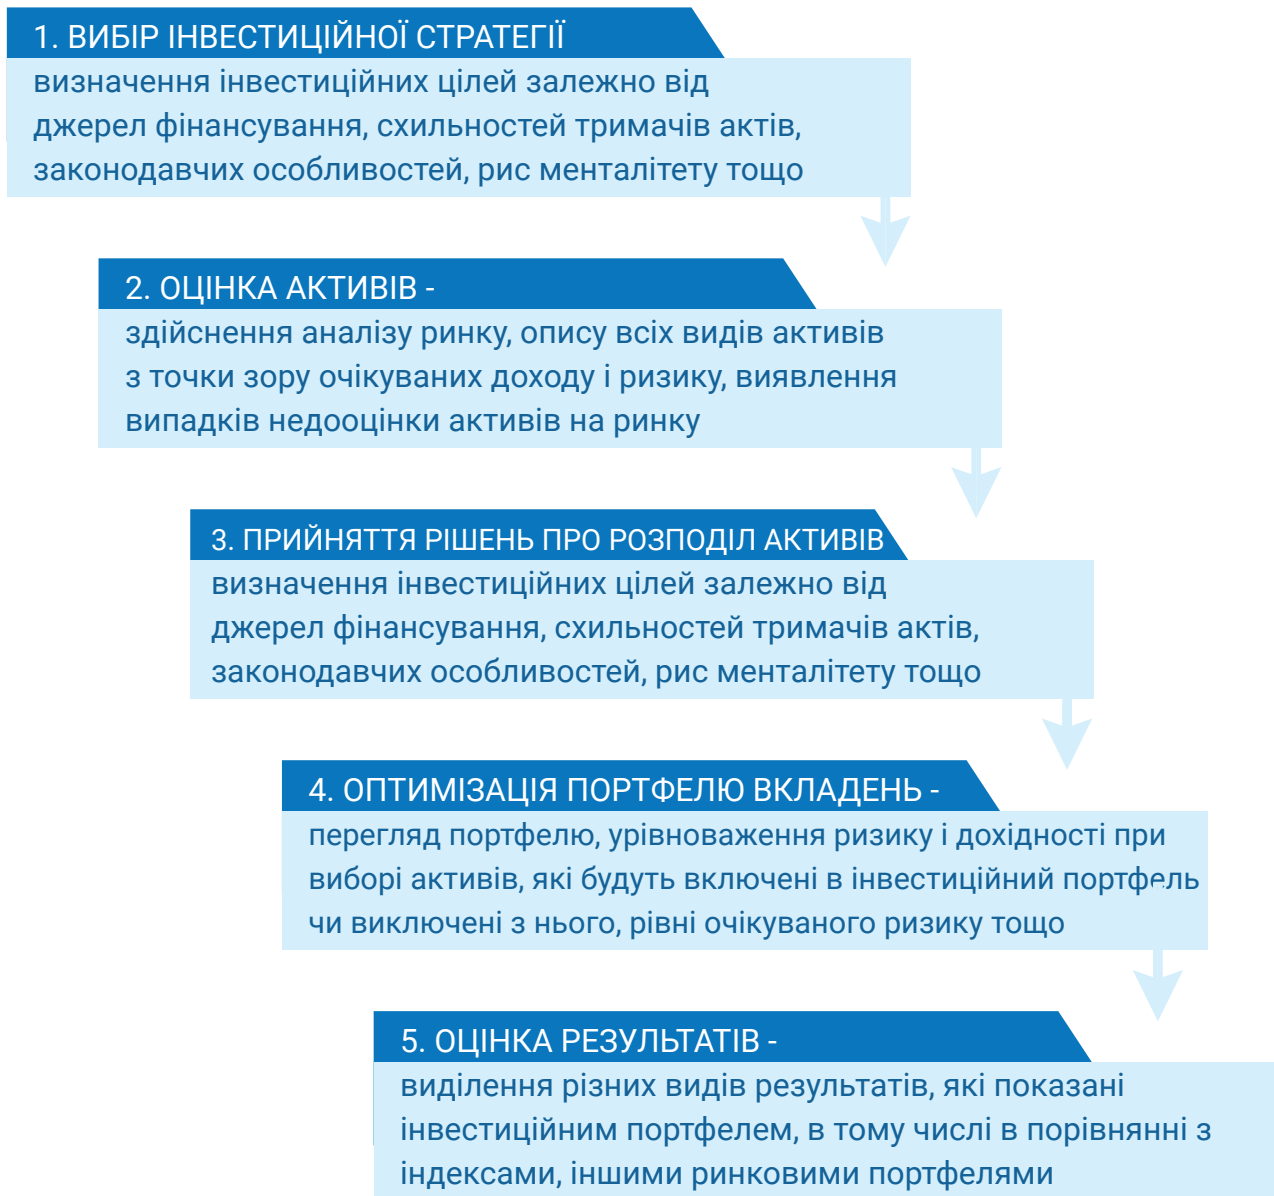 1. ВИБІР ІНВЕСТИЦІЙНОЇ СТРАТЕГІЇ
визначення інвестиційних цілей залежно від
джерел фінансування, схильностей тримачів актів,
законодавчих особливостей, рис менталітету тощо
2. ОЦІНКА АКТИВІВ -
здійснення аналізу ринку, опису всіх видів активів
з точки зору очікуваних доходу і ризику, виявлення
випадків недооцінки активів на ринку
3. ПРИЙНЯТТЯ РІШЕНЬ ПРО РОЗПОДІЛ АКТИВІВ
визначення інвестиційних цілей залежно від
джерел фінансування, схильностей тримачів актів,
законодавчих особливостей, рис менталітету тощо
4. ОПТИМІЗАЦІЯ ПОРТФЕЛЮ ВКЛАДЕНЬ -
перегляд портфелю, урівноваження ризику і дохідності при
виборі активів, які будуть включені в інвестиційний портфель
чи виключені з нього, рівні очікуваного ризику тощо
5. ОЦІНКА РЕЗУЛЬТАТІВ -
виділення різних видів результатів, які показані
інвестиційним портфелем, в тому числі в порівнянні з
індексами, іншими ринковими портфелями